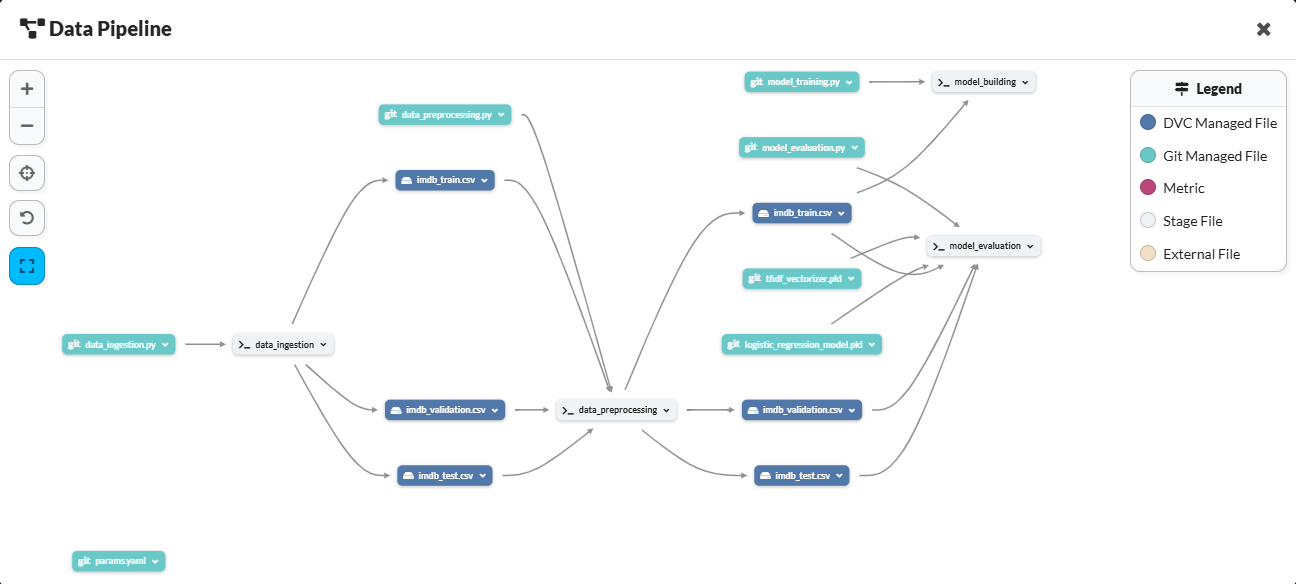 Data Pipeline
Legend
DVC Managed File
Git Managed File
Metric
Stage File
External File
git model_training.py
>_ model_building
git data_preprocessing.py
git model_evaluation.py
imdb_train.csv
imdb_train.csv
>_ model_evaluation
git tfidf_vectorizer.pkl
git data_ingestion.py
>_ data_ingestion
git logistic_regression_model.pkl
imdb_validation.csv
>_ data_preprocessing
imdb_validation.csv
imdb_test.csv
imdb_test.csv
git params.yaml